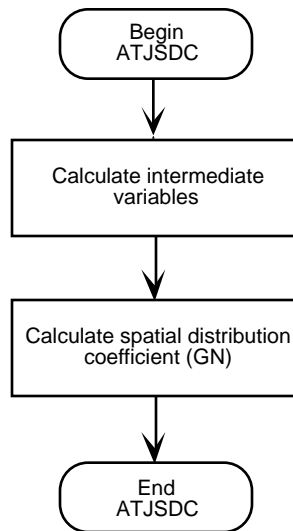 Begin
ATJSDC
Calculate intermediate
variables
Calculate spatial distribution
coefficient (GN)
End
ATJSDC